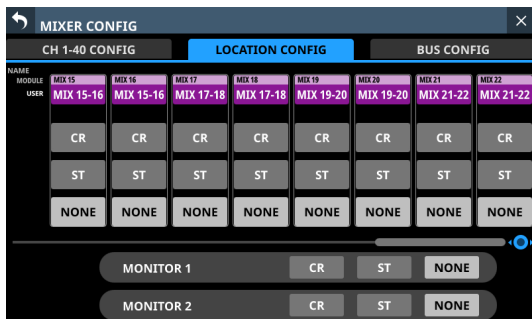 MIXER CONFIG
CH 1-40 CONFIG LOCATION CONFIG BUS CONFIG
NAME
MODULE MIX 15 MIX 16 MIX 17 MIX 18 MIX 19 MIX 20 MIX 21 MIX 22
USER MIX 15-16 MIX 15-16 MIX 17-18 MIX 17-18 MIX 19-20 MIX 19-20 MIX 21-22 MIX 21-22
CR CR CR CR CR CR CR CR
ST ST ST ST ST ST ST ST
NONE NONE NONE NONE NONE NONE NONE NONE
MONITOR 1 CR ST NONE
MONITOR 2 CR ST NONE